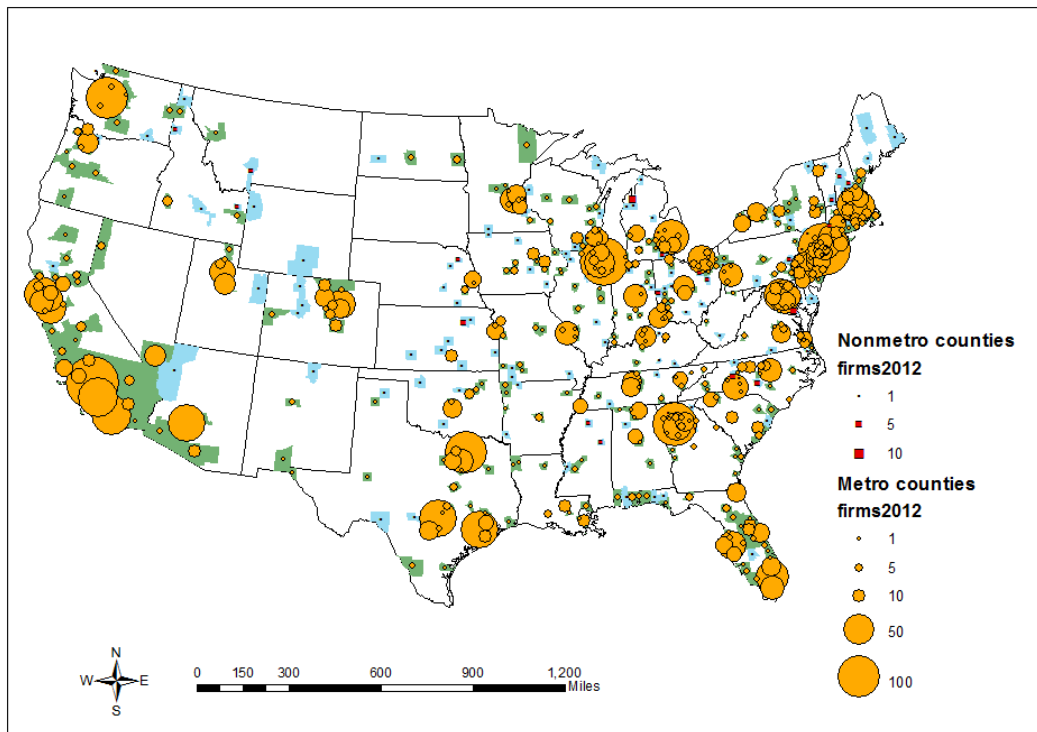 Nonmetro counties
firms2012
1
5
10
Metro counties
firms2012
1
5
10
50
100
N
W E
S
0 150 300 600 900 1,200
Miles